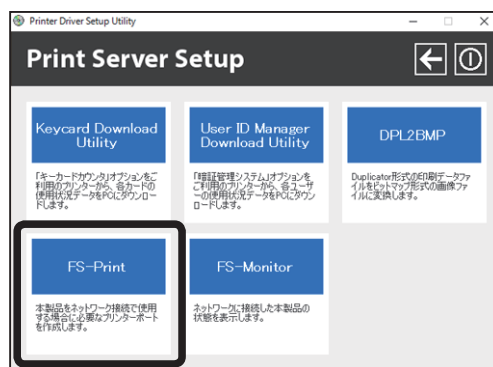 Printer Driver Setup Utility
Print Server Setup
Keycard Download
Utility
「キーカードカウンタ」オプションをご
利用のプリンターから、各カードの
使用状況データをPCにダウンロー
ドします。
User ID Manager
Download Utility
「暗証管理システム」オプションを
ご利用のプリンターから、各ユーザ
ーの使用状況データをPCにダウン
ロードします。
DPL2BMP
Duplicator形式の印刷データファ
イルをビットマップ形式の画像ファ
イルに変換します。
FS-Print
本製品をネットワーク接続で使用
する場合に必要なプリンターポート
を作成します。
FS-Monitor
ネットワークに接続した本製品の
状態を表示します。